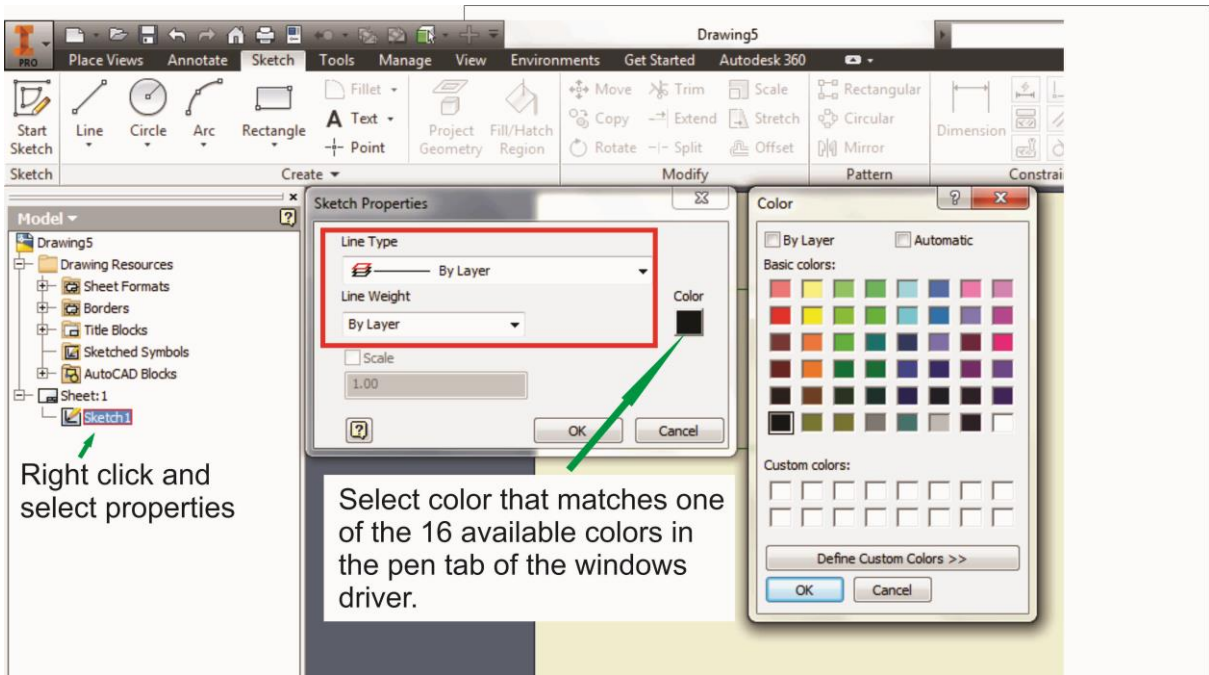 Drawing5
PRO
Place Views Annotate Sketch Tools Manage View Environments Get Started Autodesk 360
Start Sketch
Line
Circle
Arc
Rectangle
Fillet
Text
Point
Project Geometry
Fill/Hatch Region
Move Trim Scale
Copy Extend Stretch
Rotate Split Offset
Rectangular
Circular
Mirror
Dimension
Sketch Create Modify Pattern Constrai
Model
Drawing5
Drawing Resources
Sheet Formats
Borders
Title Blocks
Sketched Symbols
AutoCAD Blocks
Sheet:1
Sketch1
Right click and
select properties
Sketch Properties
Line Type
By Layer
Line Weight
By Layer
Color
Scale
1.00
OK Cancel
Select color that matches one
of the 16 available colors in
the pen tab of the windows
driver.
Color
By Layer Automatic
Basic colors:
Custom colors:
Define Custom Colors >>
OK Cancel